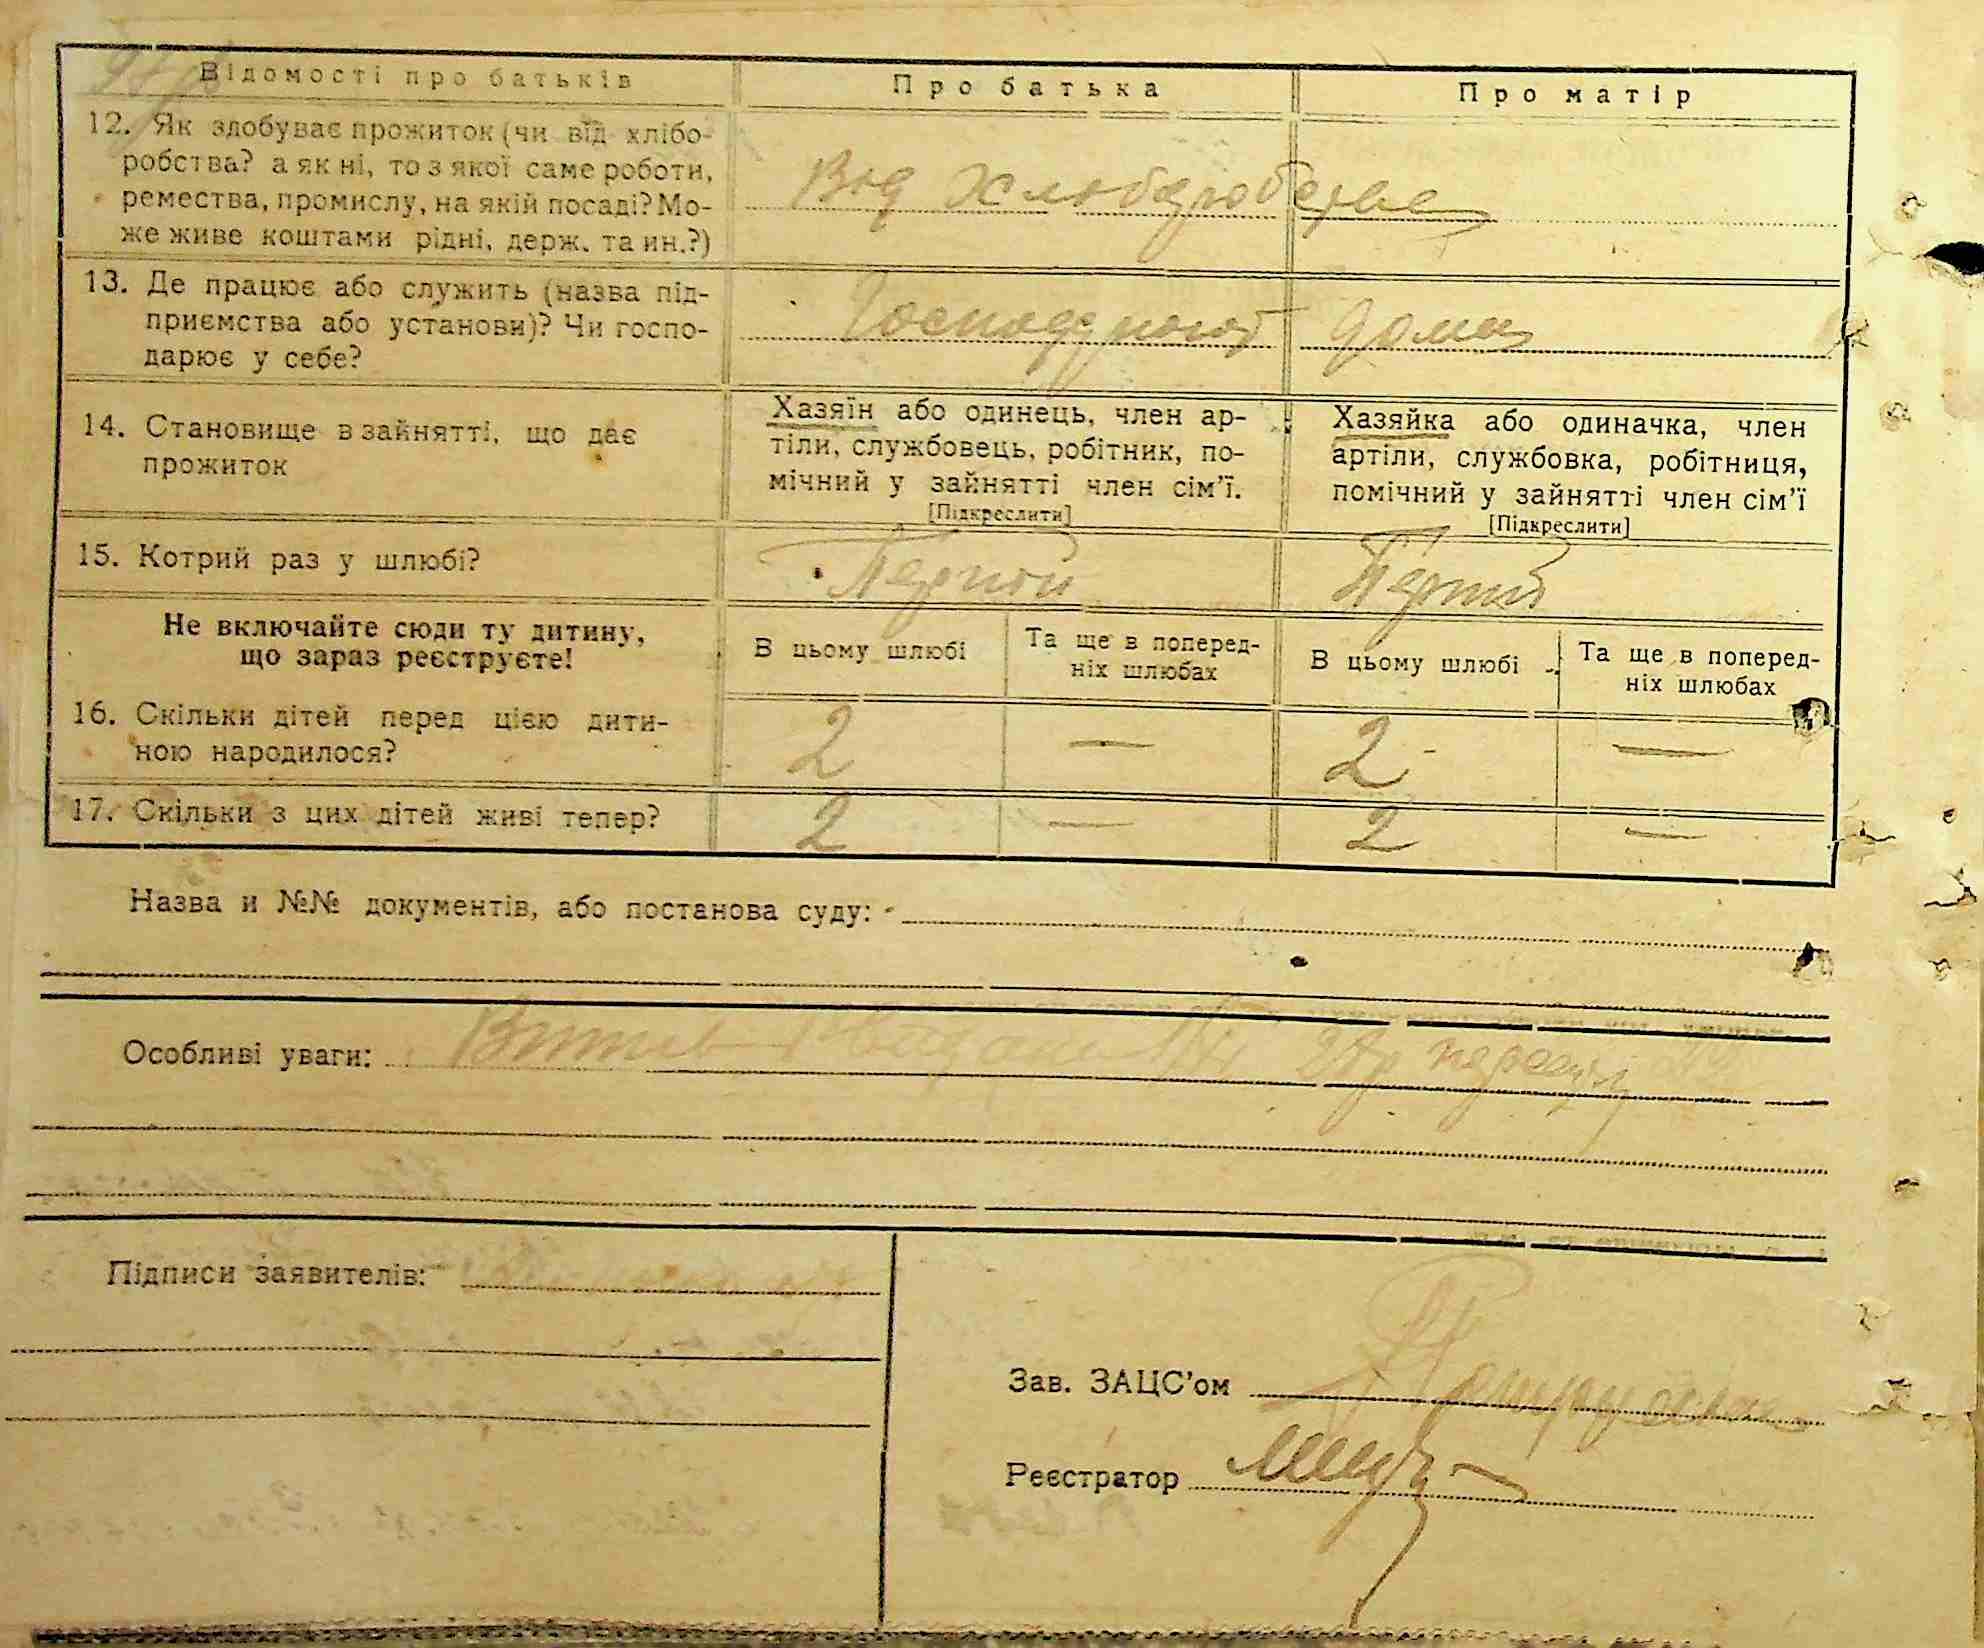 Відомості про батьків
Про батька
Про матір
12. Як здобуває прожиток (чи від хлібо-
робства? а як ні, то з якої саме роботи,
ремества, промислу, на якій посаді? Мо-
же живе коштами рідні, держ. та ин.?)
Вод
13. Де працює або служить (назва під-
приємства або установи)? Чи госпо-
дарює у себе?
дома
14. Становище в зайнятті, що дає
прожиток
Хазяїн або одинець, член ар-
тіли, службовець, робітник, по-
мічний у зайнятті член сім’ї.
[Підкреслити]
Хазяйка або одиначка, член
артіли, службовка, робітниця,
помічний у зайнятті член сім’ї
[Підкреслити]
15. Котрий раз у шлюбі?
Не включайте сюди ту дитину,
що зараз реєструєте!
В цьому шлюбі
Та ще в поперед-
ніх шлюбах
В цьому шлюбі
Та ще в поперед-
ніх шлюбах
16. Скільки дітей перед цією дити-
ною народилося?
2 — 2 —
17. Скільки з цих дітей живі тепер?
2 — 2 —
Назва и №№ документів, або постанова суду:
Особливі уваги:
Підписи заявителів:
Зав. ЗАЦС’ом
Реєстратор